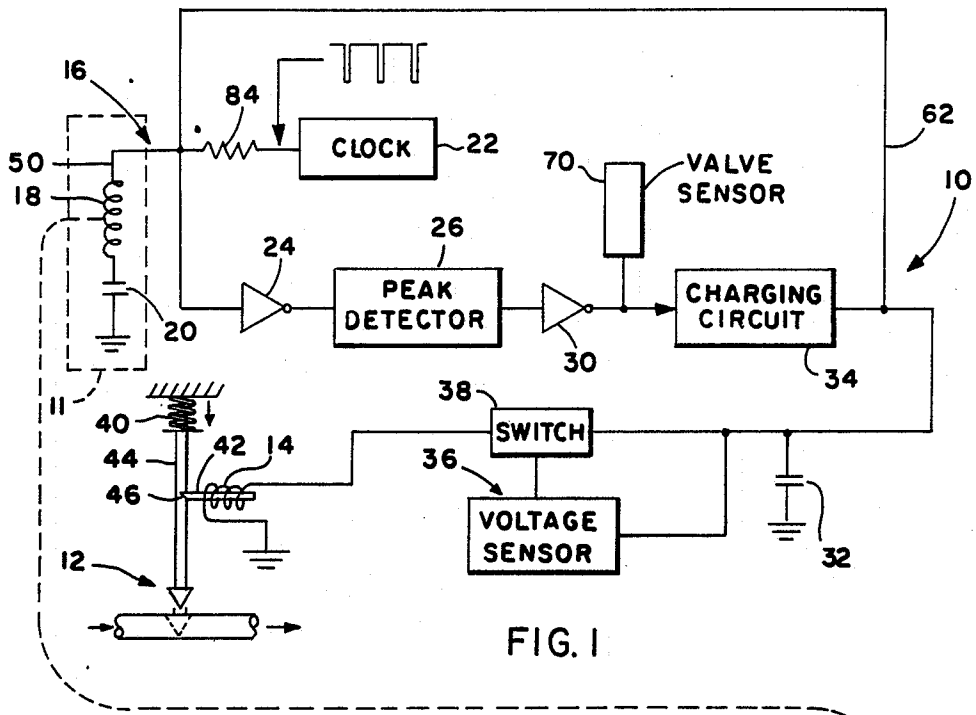 16
84
CLOCK
22
62
50
18
70
VALVE
SENSOR
10
24
26
PEAK
DETECTOR
30
CHARGING
CIRCUIT
34
20
11
40
38
SWITCH
44
42
14
46
36
VOLTAGE
SENSOR
32
12
FIG. 1